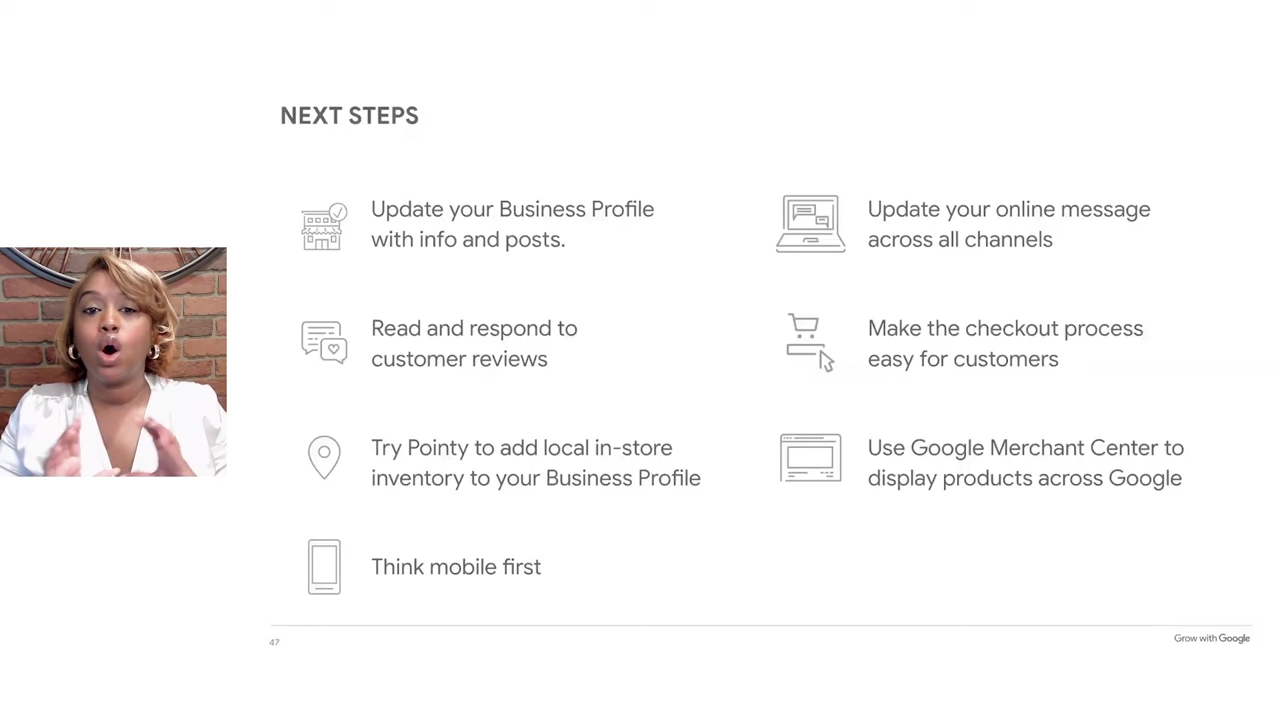 NEXT STEPS
Update your Business Profile
with info and posts.
Read and respond to
customer reviews
Try Pointy to add local in-store
inventory to your Business Profile
Think mobile first
Update your online message
across all channels
Make the checkout process
easy for customers
Use Google Merchant Center to
display products across Google
47
Grow with Google